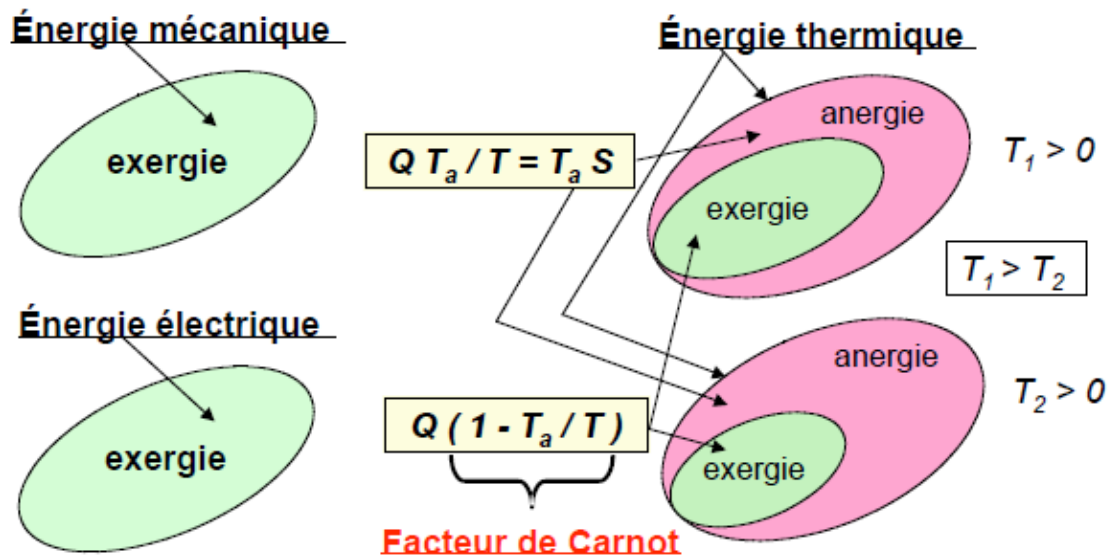 Énergie mécanique
exergie
Énergie électrique
exergie
Énergie thermique
anergie
exergie
T₁ > 0
Q Tₐ / T = Tₐ S
T₁ > T₂
anergie
exergie
T₂ > 0
Q ( 1 - Tₐ / T )
Facteur de Carnot